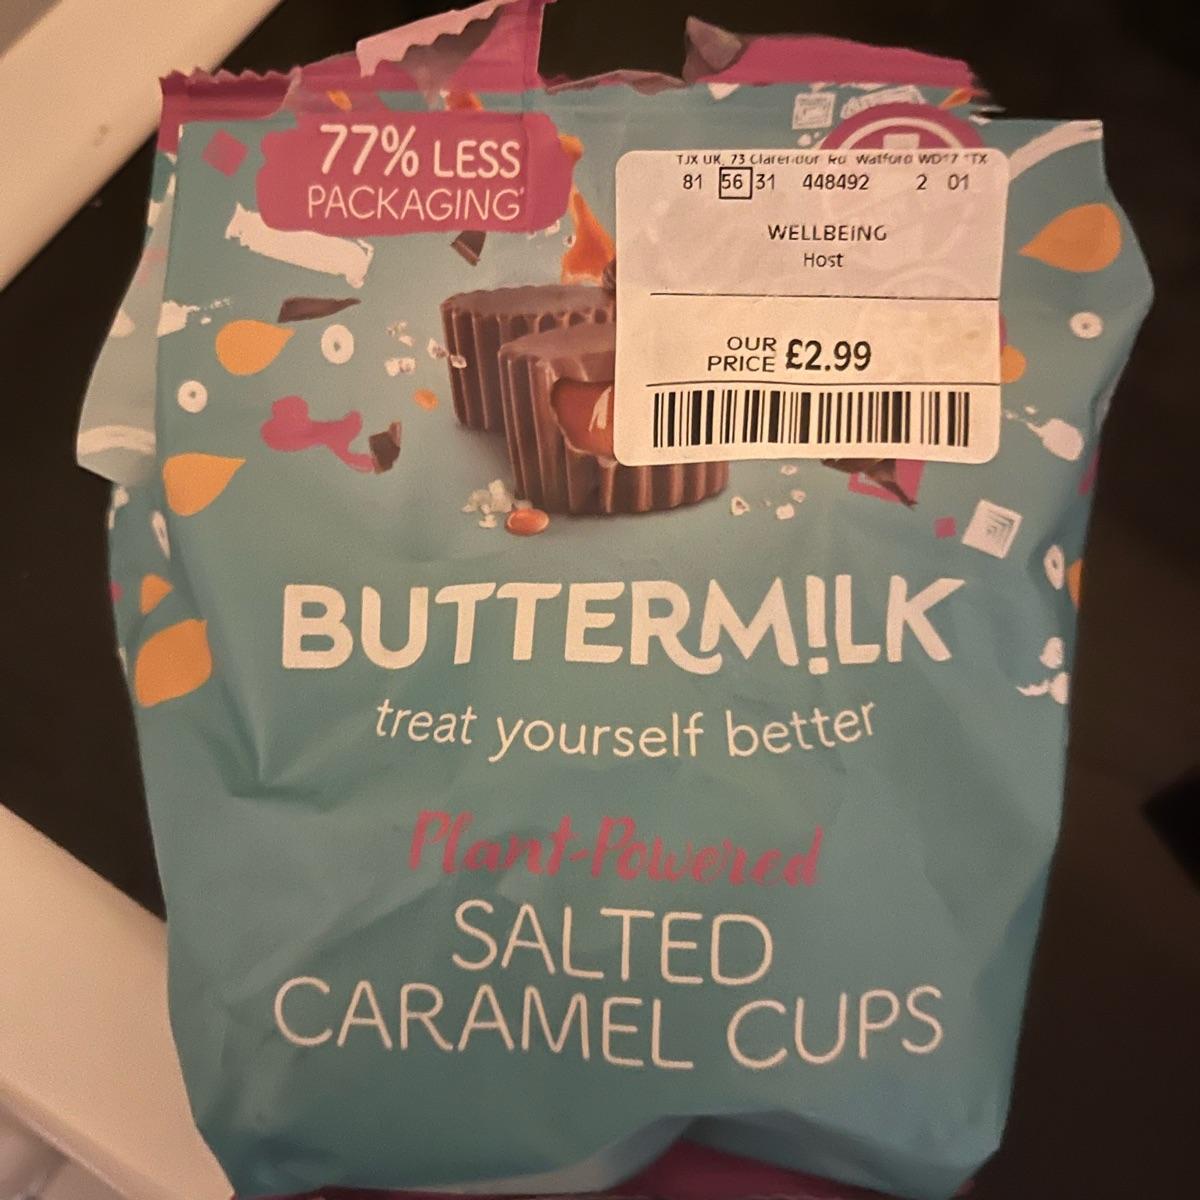 77% LESS
PACKAGING
TJX UK, 73 Clarendon Rd Watford WD17 1TX
81 56 31 448492 2 01
WELLBEING
Host
OUR
PRICE £2.99
BUTTERM!LK
treat yourself better
Plant-Powered
SALTED
CARAMEL CUPS